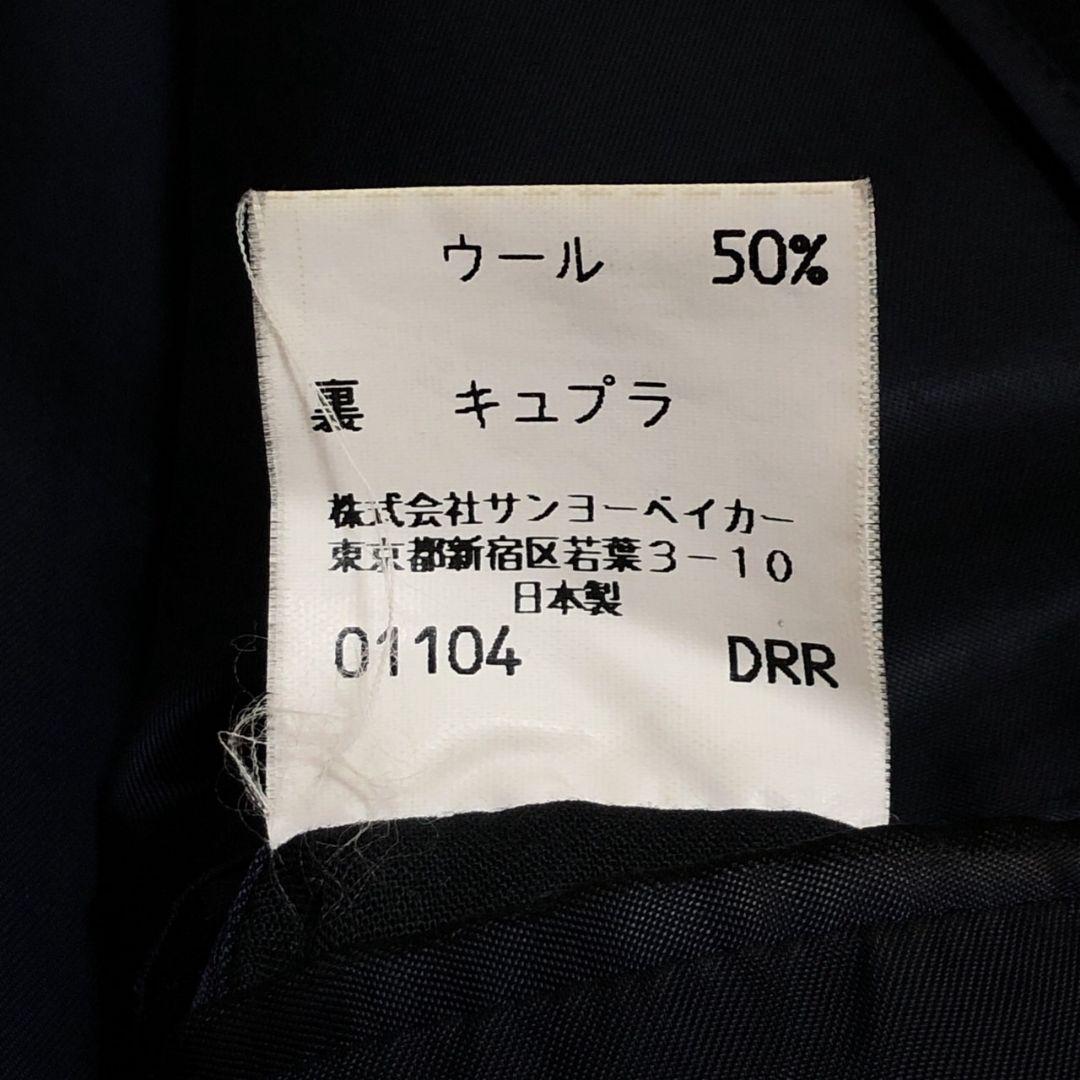 ウール 50%
裏 キュプラ
株式会社サンヨーベイカー
東京都新宿区若葉3-10
日本製
01104 DRR